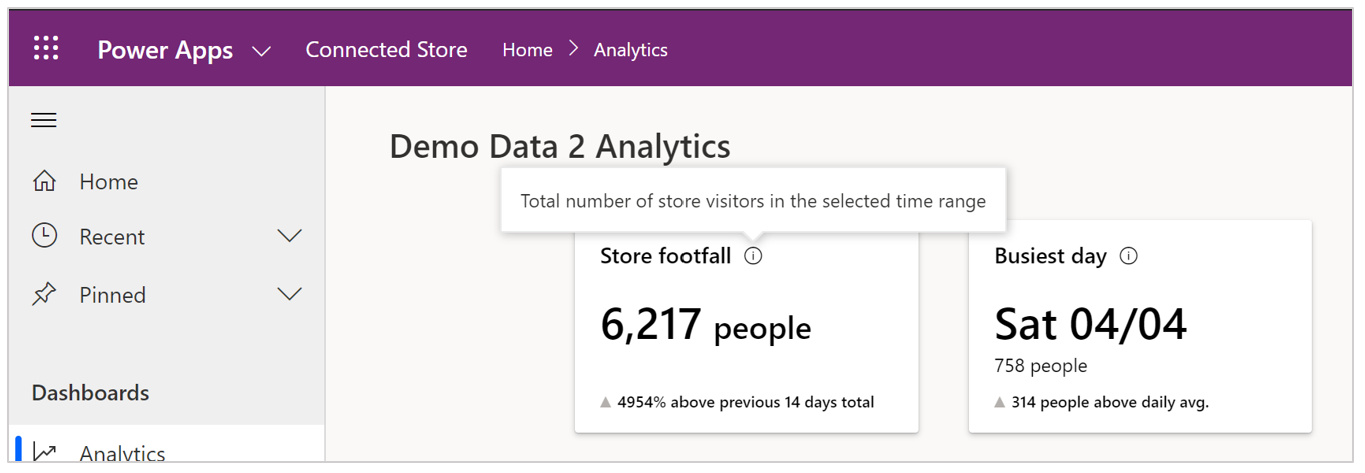 Power Apps Connected Store Home Analytics
Home
Recent
Pinned
Dashboards
Analytics
Demo Data 2 Analytics
Total number of store visitors in the selected time range
Store footfall
6,217 people
4954% above previous 14 days total
Busiest day
Sat 04/04
758 people
314 people above daily avg.